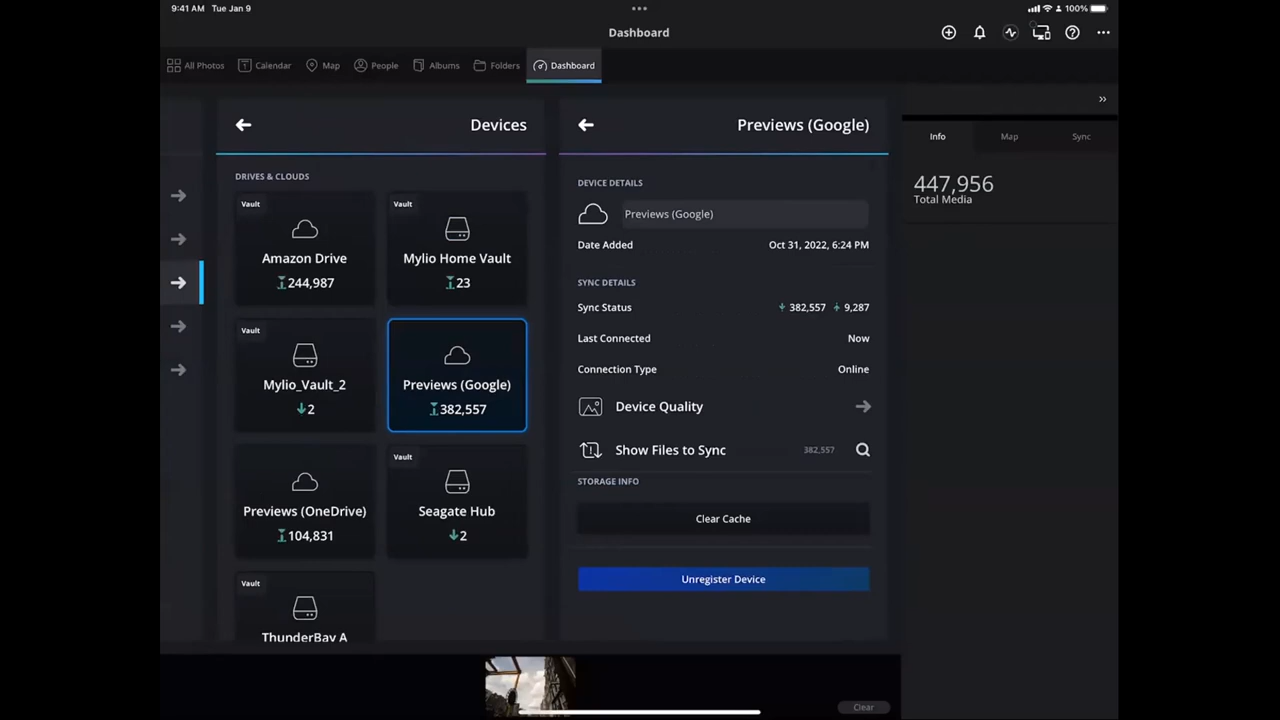 9:41 AM Tue Jan 9
100%
Dashboard
All Photos
Calendar
Map
People
Albums
Folders
Dashboard
Devices
DRIVES & CLOUDS
Vault
Amazon Drive
244,987
Vault
Mylio Home Vault
23
Vault
Mylio_Vault_2
2
Previews (Google)
382,557
Previews (OneDrive)
104,831
Vault
Seagate Hub
2
Vault
ThunderBay A
Previews (Google)
DEVICE DETAILS
Previews (Google)
Date Added Oct 31, 2022, 6:24 PM
SYNC DETAILS
Sync Status 382,557 9,287
Last Connected Now
Connection Type Online
Device Quality
Show Files to Sync 382,557
STORAGE INFO
Clear Cache
Unregister Device
Info Map Sync
447,956
Total Media
Clear